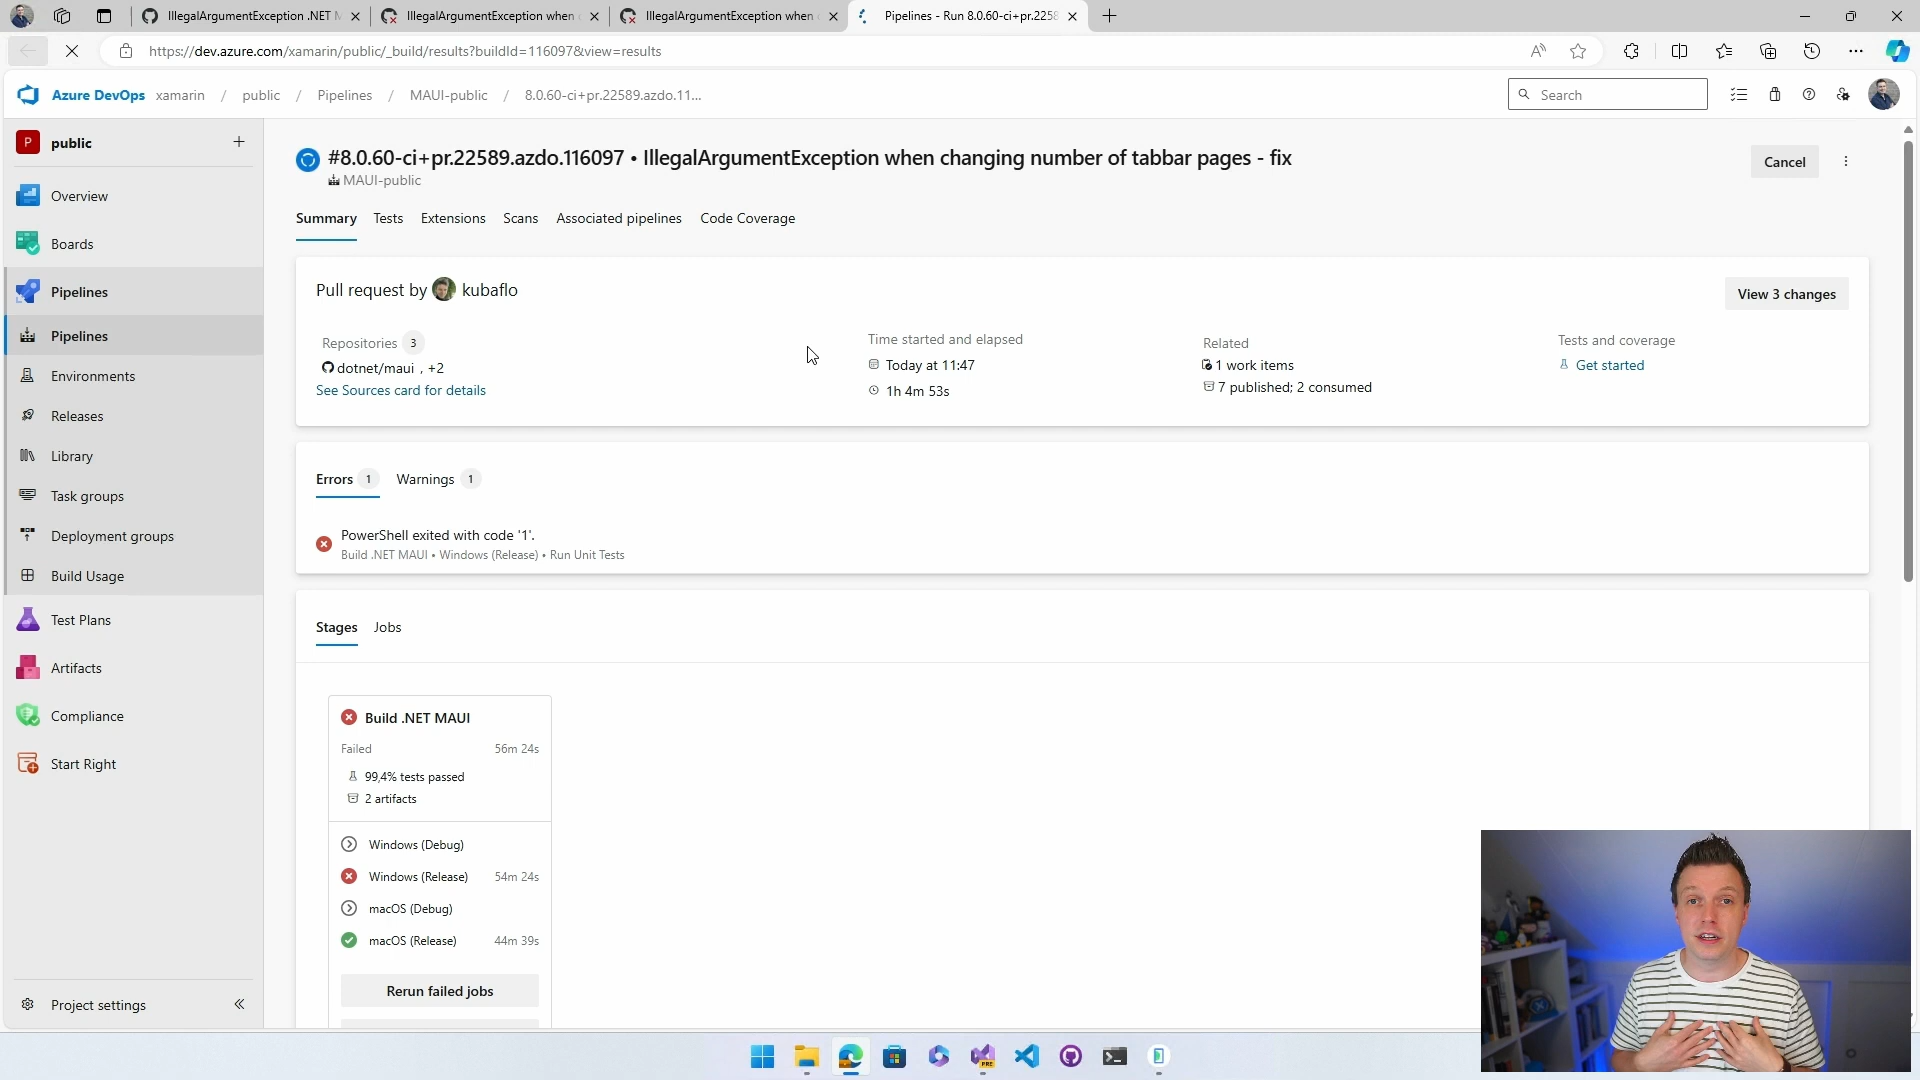 IllegalArgumentException .NET M
IllegalArgumentException when
IllegalArgumentException when
Pipelines - Run 8.0.60-ci+pr.2258
https://dev.azure.com/xamarin/public/_build/results?buildId=116097&view=results
Azure DevOps xamarin / public / Pipelines / MAUI-public / 8.0.60-ci+pr.22589.azdo.11...
Search
P public
Overview
Boards
Pipelines
Pipelines
Environments
Releases
Library
Task groups
Deployment groups
Build Usage
Test Plans
Artifacts
Compliance
Start Right
Project settings
#8.0.60-ci+pr.22589.azdo.116097 • IllegalArgumentException when changing number of tabbar pages - fix
MAUI-public
Cancel
Summary Tests Extensions Scans Associated pipelines Code Coverage
Pull request by kubaflo
View 3 changes
Repositories 3
dotnet/maui , +2
See Sources card for details
Time started and elapsed
Today at 11:47
1h 4m 53s
Related
1 work items
7 published; 2 consumed
Tests and coverage
Get started
Errors 1 Warnings 1
PowerShell exited with code '1'.
Build .NET MAUI • Windows (Release) • Run Unit Tests
Stages Jobs
Build .NET MAUI
Failed 56m 24s
99,4% tests passed
2 artifacts
Windows (Debug)
Windows (Release) 54m 24s
macOS (Debug)
macOS (Release) 44m 39s
Rerun failed jobs
PRE